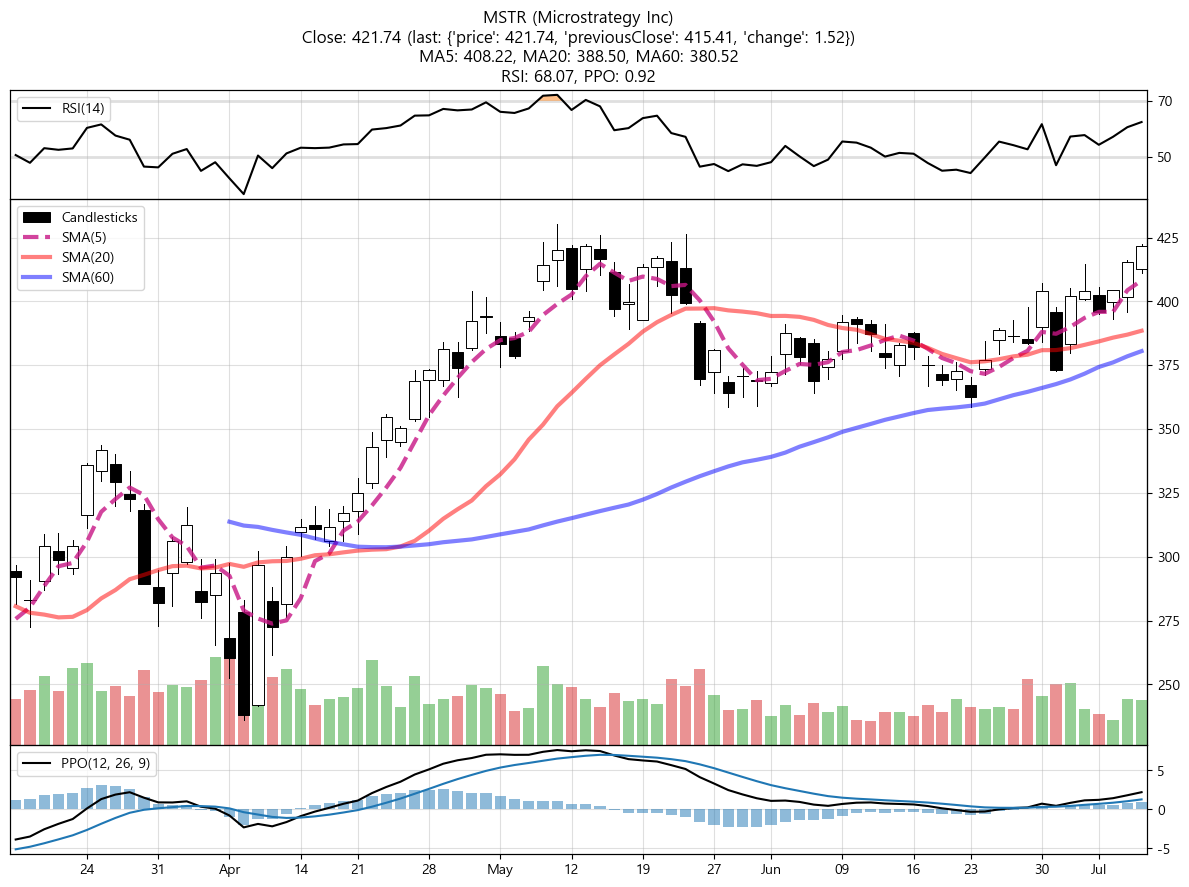 MSTR (Microstrategy Inc)
Close: 421.74 (last: {'price': 421.74, 'previousClose': 415.41, 'change': 1.52})
MA5: 408.22, MA20: 388.50, MA60: 380.52
RSI: 68.07, PPO: 0.92
RSI(14)
70
50
Candlesticks
SMA(5)
SMA(20)
SMA(60)
425
400
375
350
325
300
275
250
PPO(12, 26, 9)
5
0
-5
24 31 Apr 14 21 28 May 12 19 27 Jun 09 16 23 30 Jul